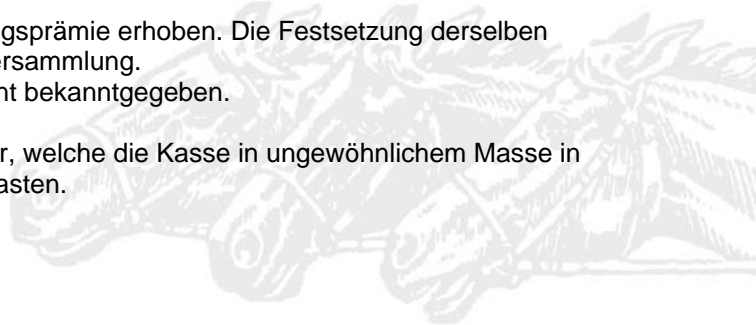 gsprämie erhoben. Die Festsetzung derselben
ersammlung.
nt bekanntgegeben.
r, welche die Kasse in ungewöhnlichem Masse in
asten.